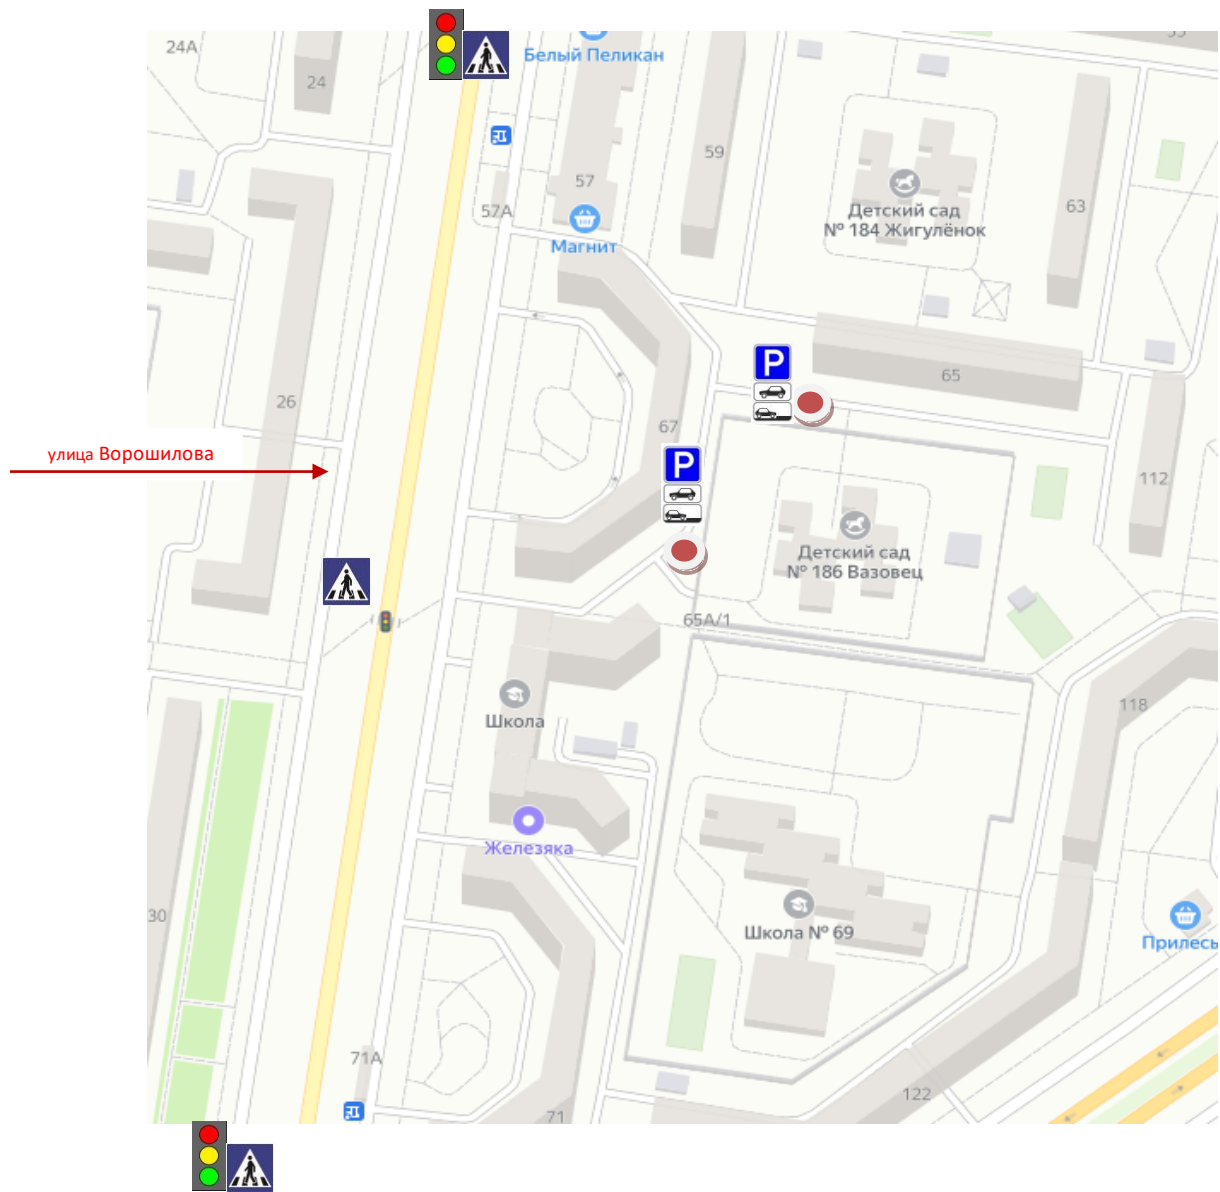 24А
Белый Пеликан
24
59
57
57А
63
Детский сад
№ 184 Жигулёнок
Магнит
65
26
67
улица Ворошилова
P
P
112
Детский сад
№ 186 Вазовец
65А/1
Школа
118
Железяка
30
Школа № 69
Прилесь
71А
122
71